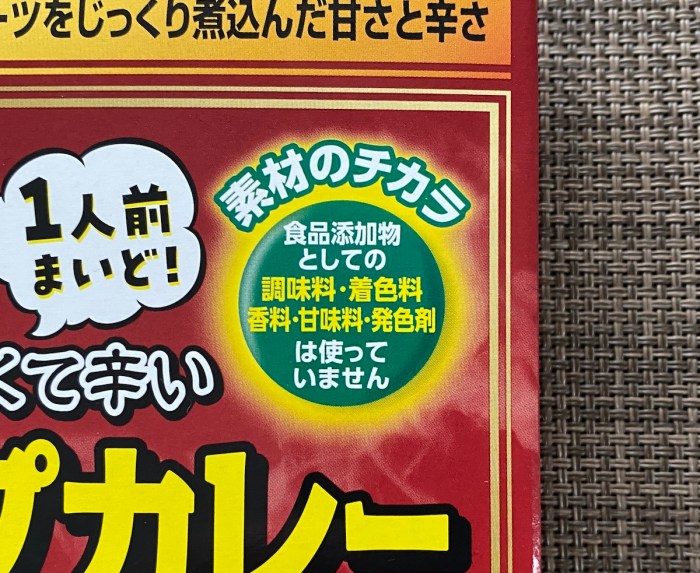 ーツをじっくり煮込んだ甘さと辛さ
素材のチカラ
食品添加物
としての
調味料・着色料
香料・甘味料・発色剤
は使って
いません
1人前
まいど!
くて辛い
プカレー